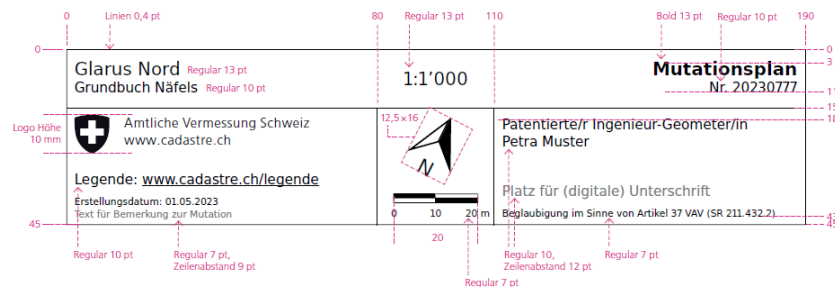 0 Linien 0,4 pt 80 Regular 13 pt 110 Bold 13 pt Regular 10 pt 190
0 0
3
Glarus Nord Regular 13 pt 1:1’000 Mutationsplan
Grundbuch Näfels Regular 10 pt Nr. 20230777
11
15
Logo Höhe
10 mm
Amtliche Vermessung Schweiz
www.cadastre.ch
12,5×16
N
18
Patentierte/r Ingenieur-Geometer/in
Petra Muster
Legende: www.cadastre.ch/legende
Platz für (digitale) Unterschrift
Erstellungsdatum: 01.05.2023
Text für Bemerkung zur Mutation
0 10 20 m
Beglaubigung im Sinne von Artikel 37 VAV (SR 211.432.2)
45 45
20
Regular 10 pt
Regular 7 pt,
Zeilenabstand 9 pt
Regular 7 pt
Regular 10,
Zeilenabstand 12 pt
Regular 7 pt